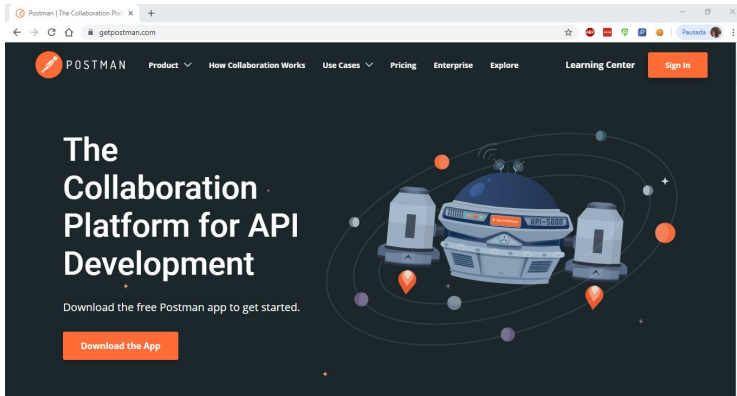 Postman | The Collaboration Plat
getpostman.com
Pausada
POSTMAN
Product
How Collaboration Works
Use Cases
Pricing
Enterprise
Explore
Learning Center
Sign In
The
Collaboration
Platform for API
Development
API-5000
Download the free Postman app to get started.
Download the App